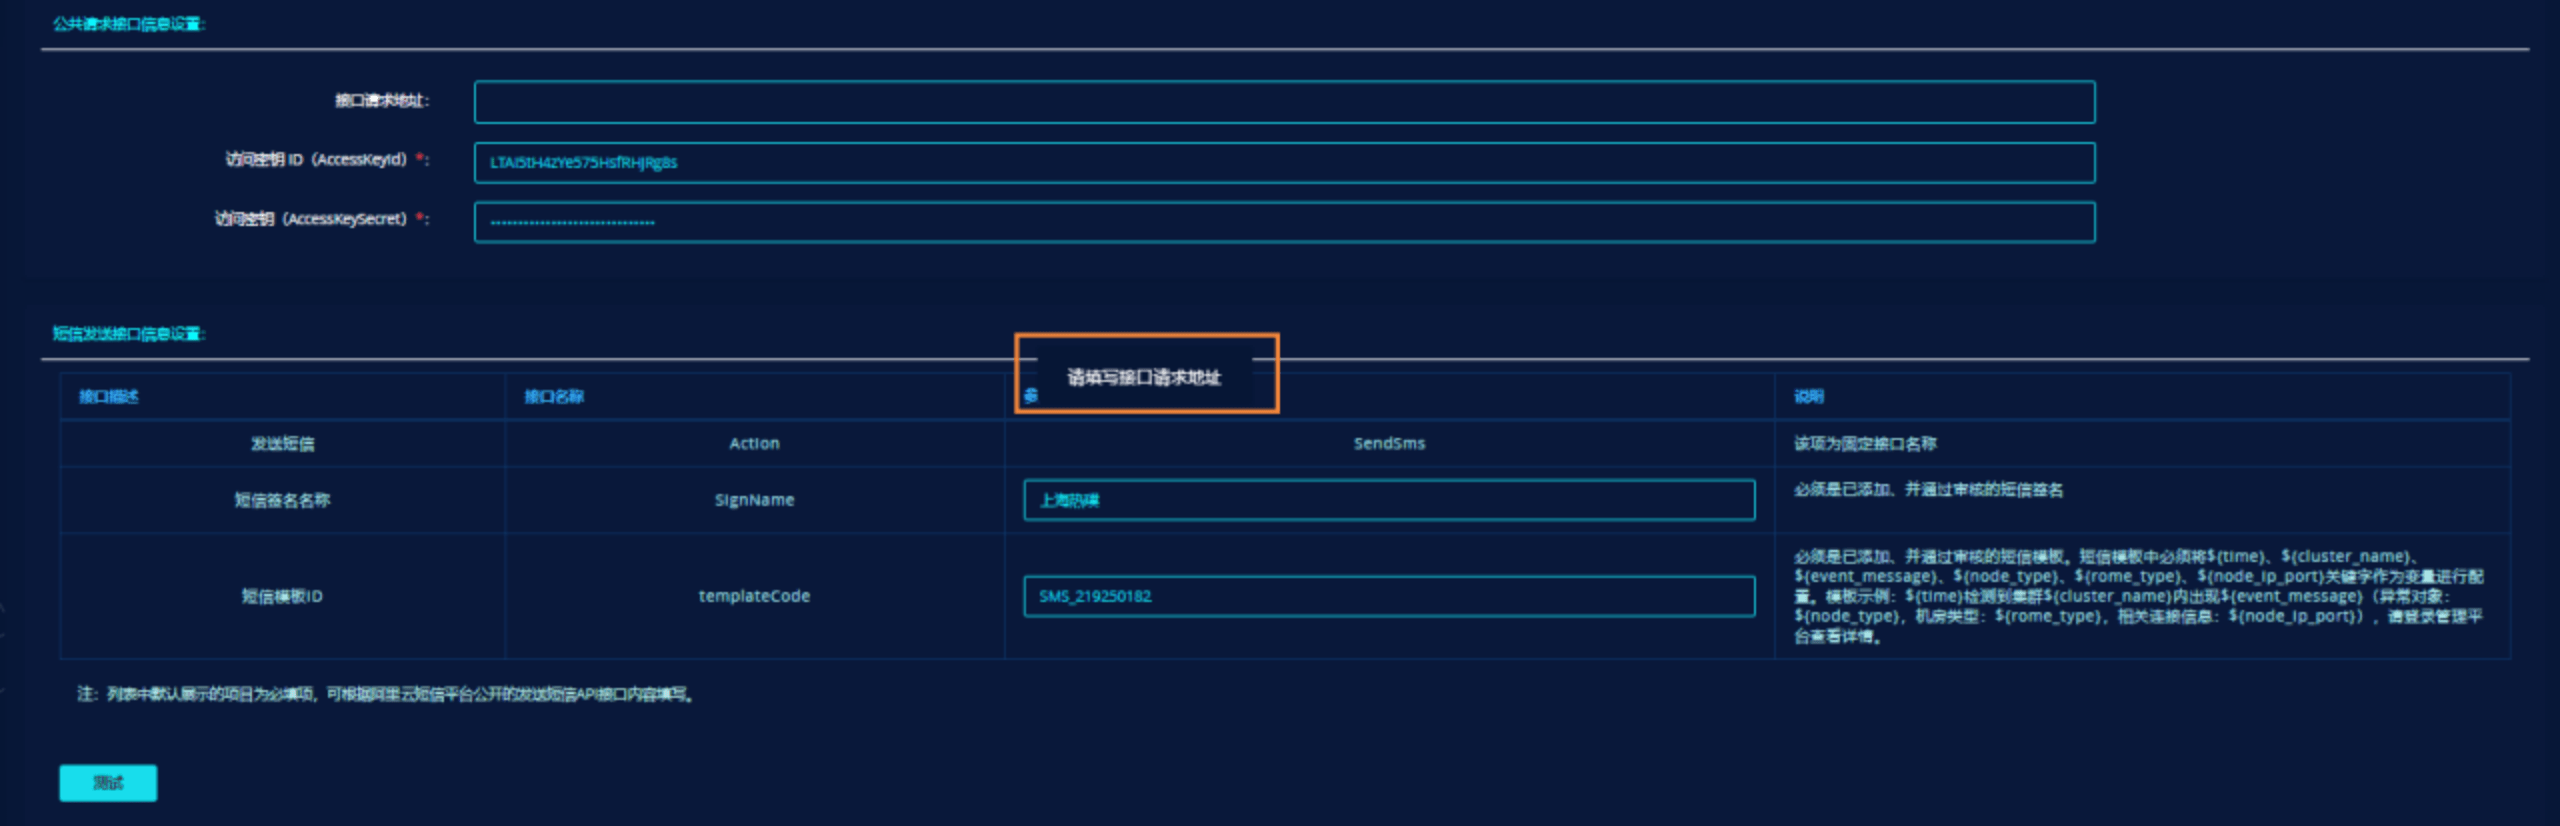 公共请求接口信息设置:
接口请求地址:
访问密钥 ID（AccessKeyId）*:
LTAI5tH4zYe575HsfRHJRg8s
访问密钥（AccessKeySecret）*:
短信发送接口信息设置:
请填写接口请求地址
接口描述 接口名称 说明
发送短信 Action SendSms 该项为固定接口名称
短信签名名称 SignName 上海热璞 必须是已添加、并通过审核的短信签名
短信模板ID templateCode SMS_219250182
必须是已添加、并通过审核的短信模板。短信模板中必须将${time}、${cluster_name}、
${event_message}、${node_type}、${rome_type}、${node_ip_port}关键字作为变量进行配
置。模板示例：${time}检测到集群${cluster_name}内出现${event_message}（异常对象：
${node_type}，机房类型：${rome_type}，相关连接信息：${node_ip_port}），请登录管理平
台查看详情。
注：列表中默认展示的项目为必填项，可根据阿里云短信平台公开的发送短信API接口内容填写。
测试